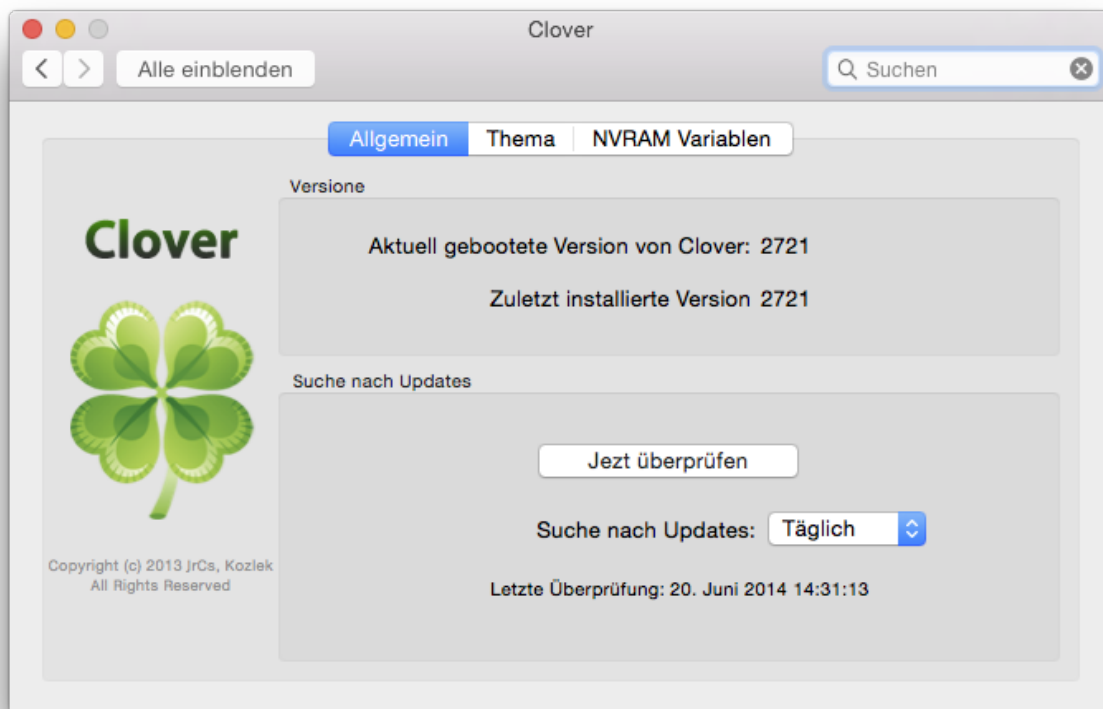 Clover
Alle einblenden
Suchen
Allgemein Thema NVRAM Variablen
Versione
Clover
Aktuell gebootete Version von Clover: 2721
Zuletzt installierte Version 2721
Suche nach Updates
Jezt überprüfen
Suche nach Updates: Täglich
Copyright (c) 2013 JrCs, Kozlek
All Rights Reserved
Letzte Überprüfung: 20. Juni 2014 14:31:13